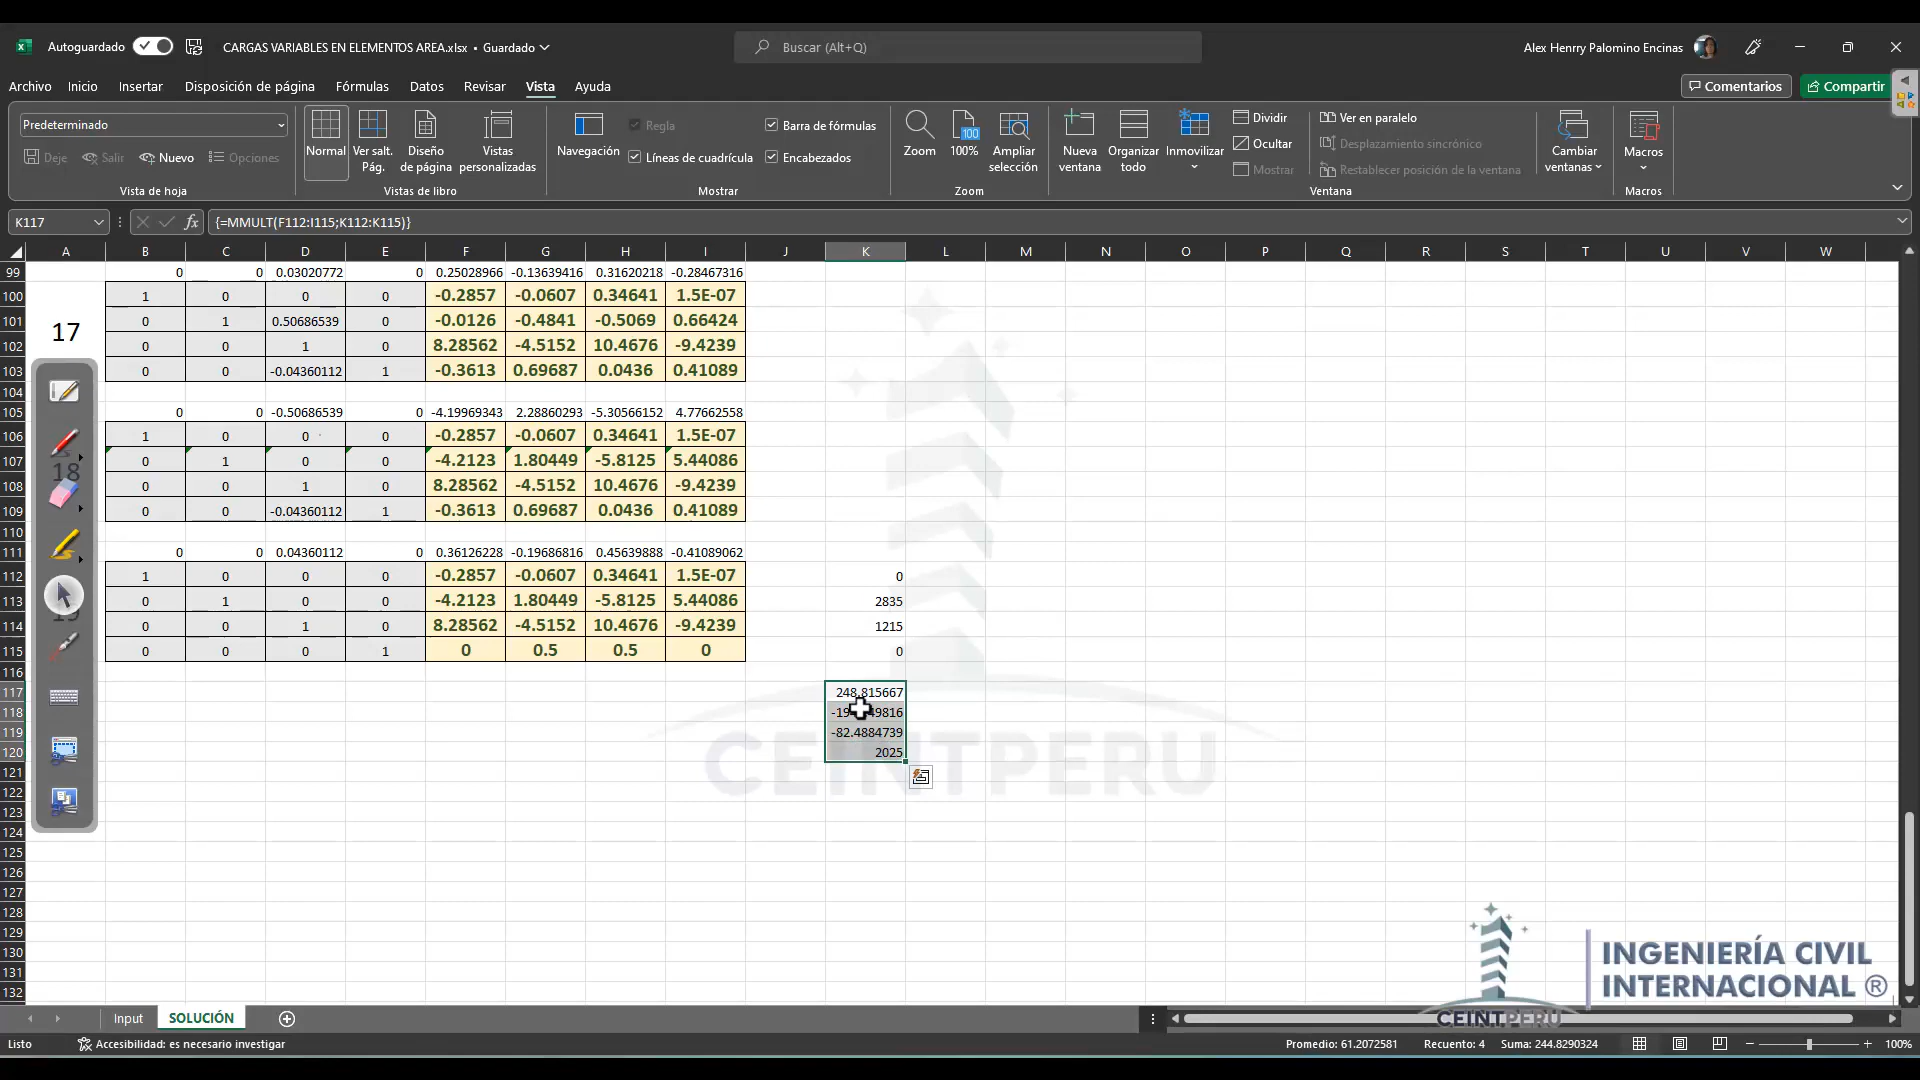 Autoguardado CARGAS VARIABLES EN ELEMENTOS AREA.xlsx • Guardado Buscar (Alt+Q) Alex Henrry Palomino Encinas
Archivo Inicio Insertar Disposición de página Fórmulas Datos Revisar Vista Ayuda Comentarios Compartir
Predeterminado
Deje Salir Nuevo Opciones
Vista de hoja
Normal Ver salt. Pág. Diseño de página Vistas personalizadas
Vistas de libro
Navegación Regla Barra de fórmulas
Líneas de cuadrícula Encabezados
Mostrar
Zoom 100 100% Ampliar selección
Zoom
Nueva ventana Organizar todo Inmovilizar
Dividir Ver en paralelo
Ocultar Desplazamiento sincrónico
Mostrar Restablecer posición de la ventana
Ventana
Cambiar ventanas
Macros
Macros
K117 fx {=MMULT(F112:I115;K112:K115)}
A B C D E F G H I J K L M N O P Q R S T U V W
99 0 0 0.03020772 0 0.25028966 -0.13639416 0.31620218 -0.28467316
100 1 0 0 0 -0.2857 -0.0607 0.34641 1.5E-07
101 17 0 1 0.50686539 0 -0.0126 -0.4841 -0.5069 0.66424
102 0 0 1 0 8.28562 -4.5152 10.4676 -9.4239
103 0 0 -0.04360112 1 -0.3613 0.69687 0.0436 0.41089
104
105 0 0 -0.50686539 0 -4.19969343 2.28860293 -5.30566152 4.77662558
106 1 0 0 0 -0.2857 -0.0607 0.34641 1.5E-07
107 18 0 1 0 0 -4.2123 1.80449 -5.8125 5.44086
108 0 0 1 0 8.28562 -4.5152 10.4676 -9.4239
109 0 0 -0.04360112 1 -0.3613 0.69687 0.0436 0.41089
110
111 0 0 0.04360112 0 0.36126228 -0.19686816 0.45639888 -0.41089062
112 1 0 0 0 -0.2857 -0.0607 0.34641 1.5E-07 0
113 19 0 1 0 0 -4.2123 1.80449 -5.8125 5.44086 2835
114 0 0 1 0 8.28562 -4.5152 10.4676 -9.4239 1215
115 0 0 0 1 0 0.5 0.5 0 0
116
117 248.815667
118
119 -82.4884739
120 2025
121
122
123
124
125
126
127
128
129
130
131
132
CEINTPERU
INGENIERÍA CIVIL
INTERNACIONAL ®
CEINTPERU
Input SOLUCIÓN
Listo Accesibilidad: es necesario investigar Promedio: 61.2072581 Recuento: 4 Suma: 244.8290324 100%